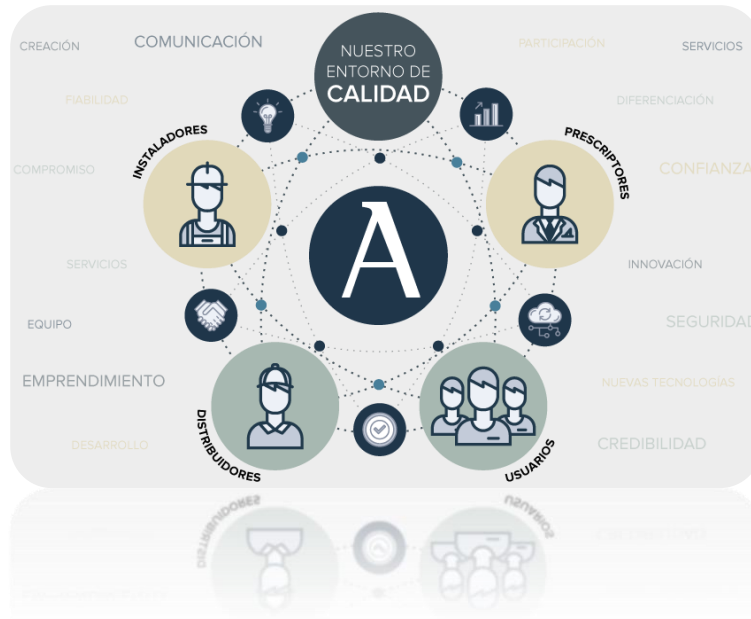 CREACIÓN
COMUNICACIÓN
NUESTRO
ENTORNO DE
CALIDAD
PARTICIPACIÓN
SERVICIOS
FIABILIDAD
DIFERENCIACIÓN
INSTALADORES
PRESCRIPTORES
COMPROMISO
CONFIANZA
A
SERVICIOS
INNOVACIÓN
EQUIPO
SEGURIDAD
EMPRENDIMIENTO
NUEVAS TECNOLOGÍAS
DESARROLLO
DISTRIBUIDORES
USUARIOS
CREDIBILIDAD